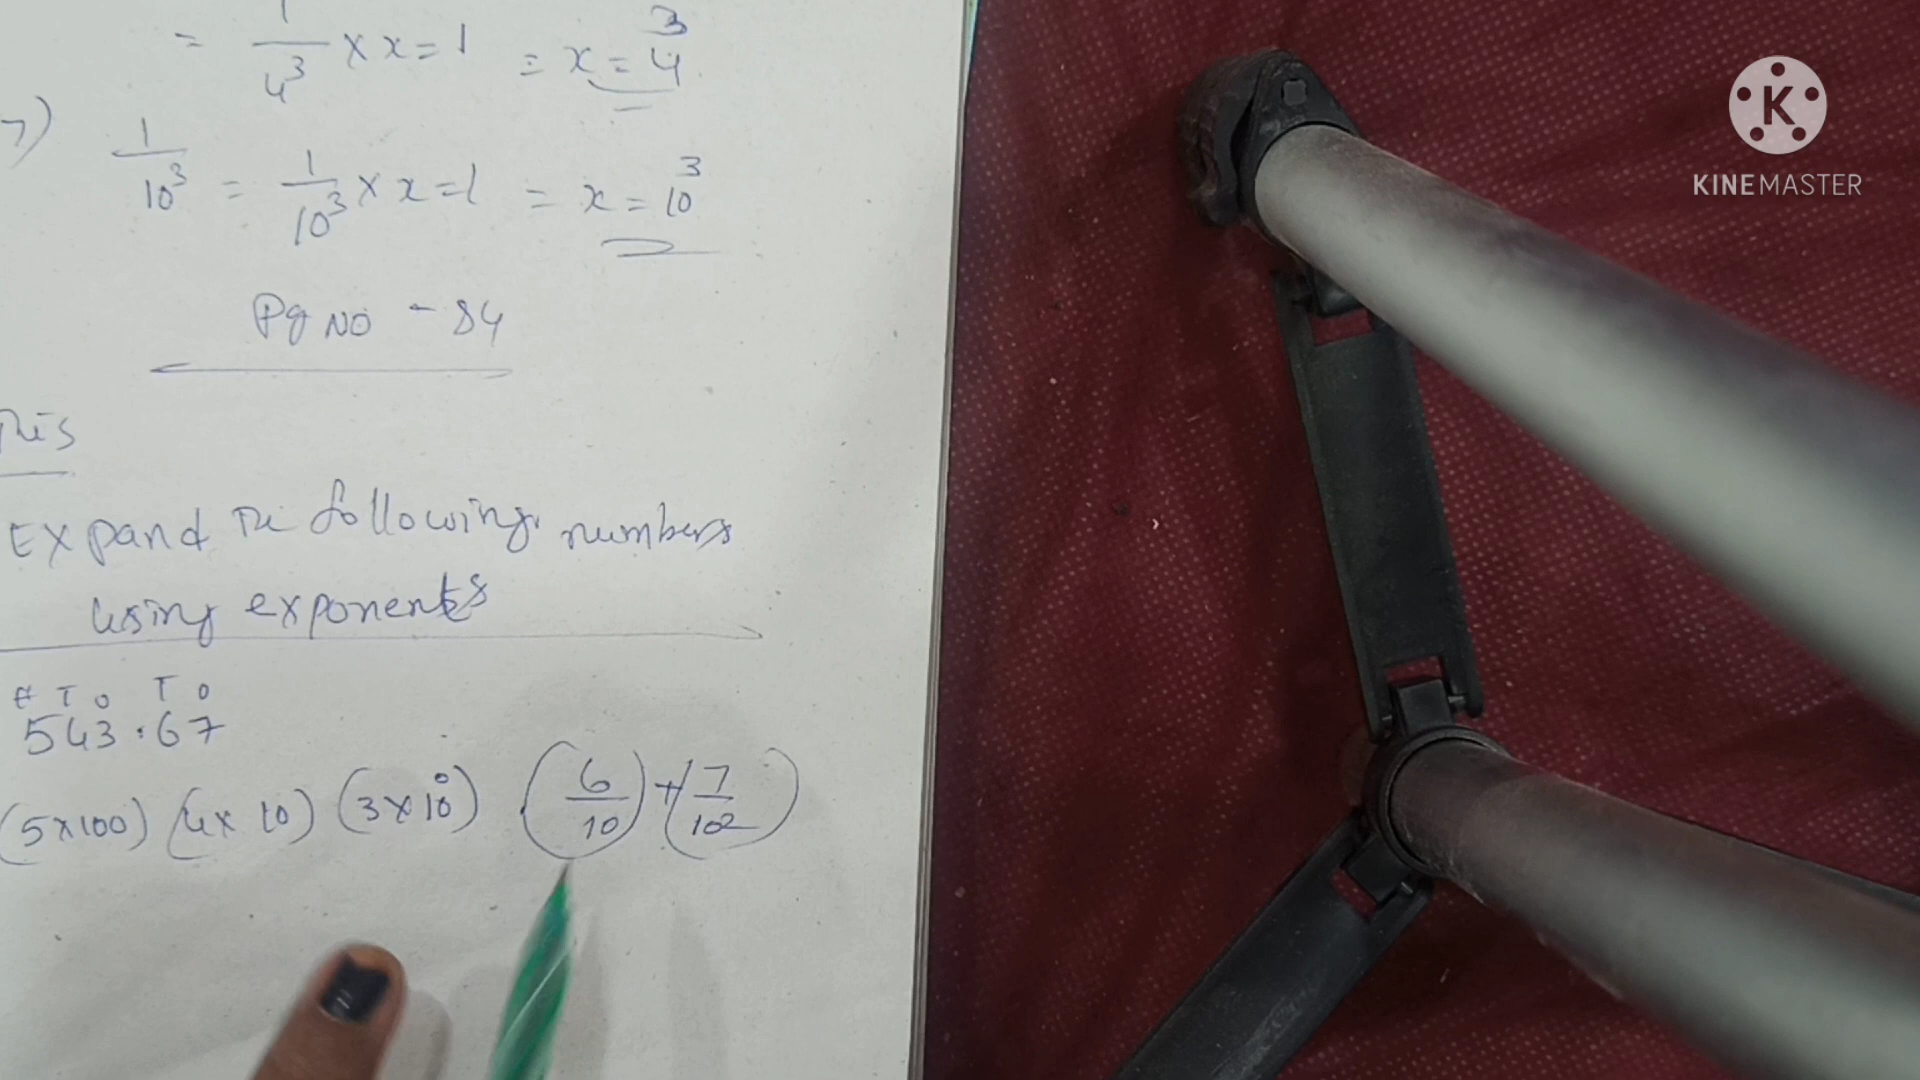 = 1/4³ × x = 1 = x = 4³
7) 1/10³ = 1/10³ × x = 1 = x = 10³
Pg NO - 84
Expand The following numbers
using exponents
H T O T O
543.67
(5×100) (4× 10) (3×10⁰) (6/10) + (7/10²)
K
KINEMASTER